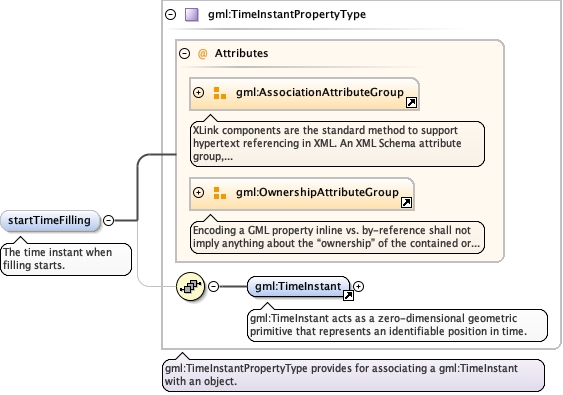 gml:TimeInstantPropertyType
@ Attributes
gml:AssociationAttributeGroup
XLink components are the standard method to support
hypertext referencing in XML. An XML Schema attribute
group,...
gml:OwnershipAttributeGroup
Encoding a GML property inline vs. by-reference shall not
imply anything about the “ownership” of the contained or...
startTimeFilling
The time instant when
filling starts.
gml:TimeInstant
gml:TimeInstant acts as a zero-dimensional geometric
primitive that represents an identifiable position in time.
gml:TimeInstantPropertyType provides for associating a gml:TimeInstant
with an object.